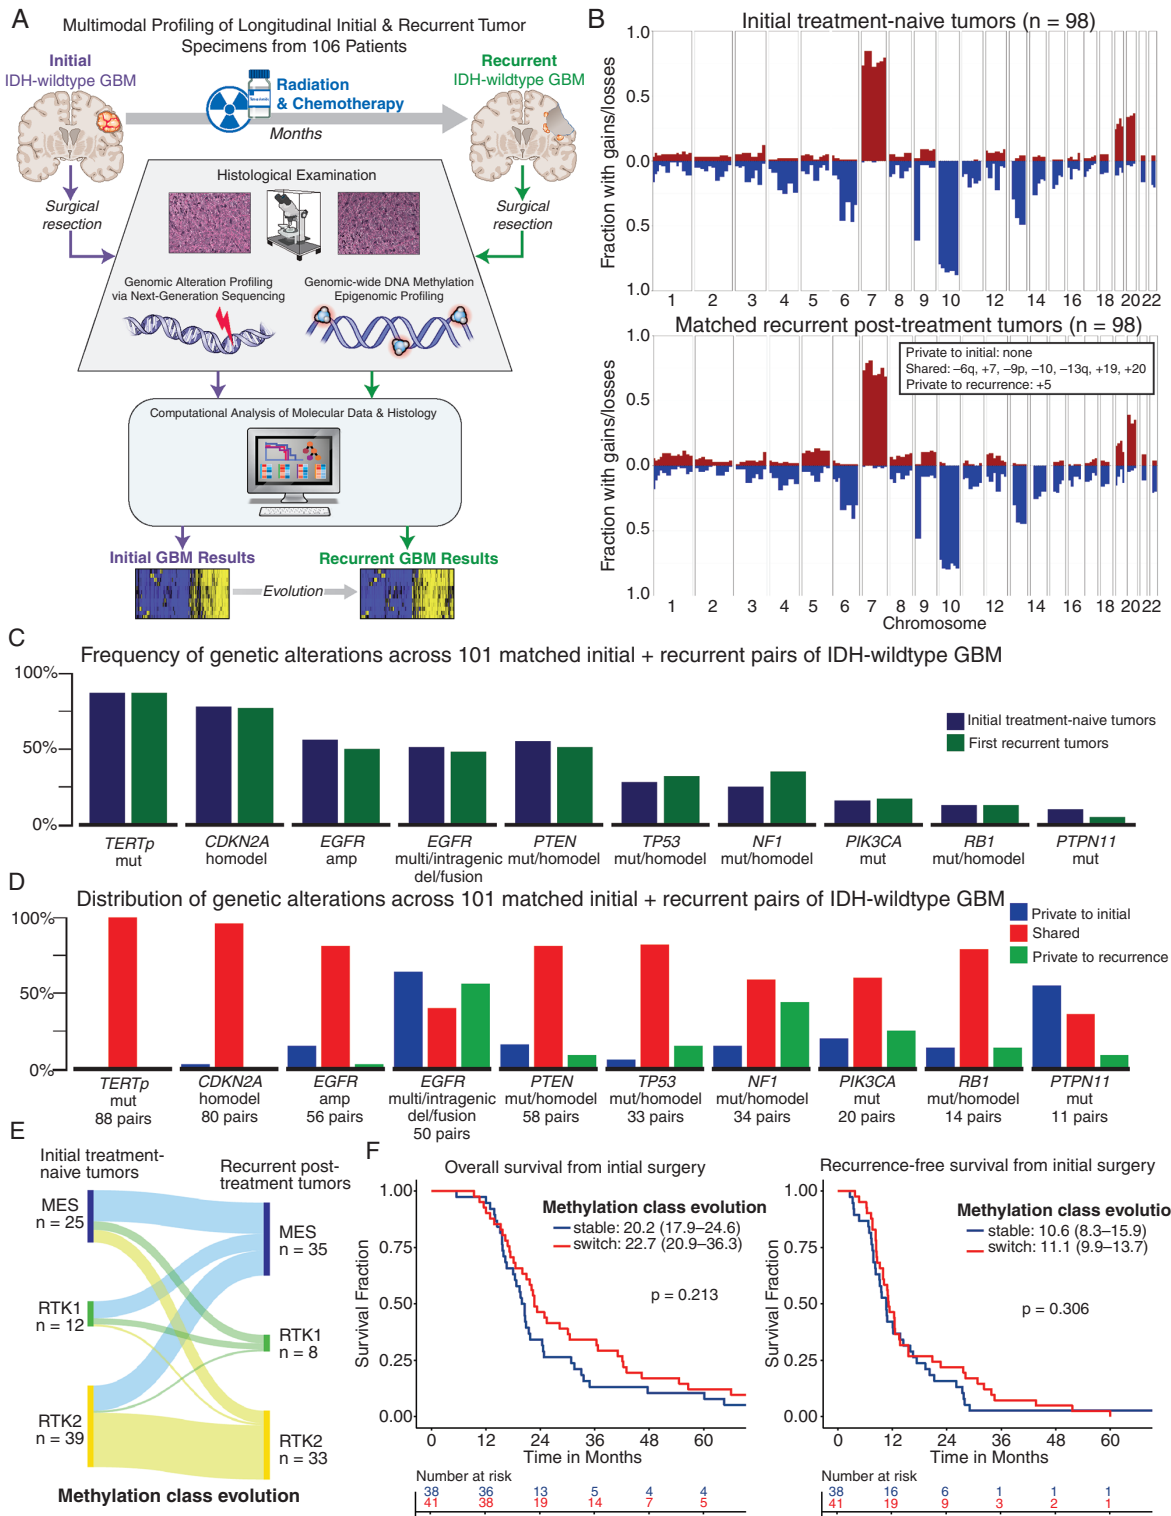 A
Multimodal Profiling of Longitudinal Initial & Recurrent Tumor
Specimens from 106 Patients
Initial
IDH-wildtype GBM
Radiation
& Chemotherapy
Months
Recurrent
IDH-wildtype GBM
Surgical
resection
Histological Examination
Surgical
resection
Genomic Alteration Profiling
via Next-Generation Sequencing
Genomic-wide DNA Methylation
Epigenomic Profiling
Computational Analysis of Molecular Data & Histology
Initial GBM Results
Recurrent GBM Results
Evolution
B
Initial treatment-naive tumors (n = 98)
Fraction with gains/losses
1.0
0.5
0.0
0.5
1.0
1 2 3 4 5 6 7 8 9 10 12 14 16 18 20 22
Matched recurrent post-treatment tumors (n = 98)
Private to initial: none
Shared: –6q, +7, –9p, –10, –13q, +19, +20
Private to recurrence: +5
Fraction with gains/losses
1.0
0.5
0.0
0.5
1.0
1 2 3 4 5 6 7 8 9 10 12 14 16 18 20 22
Chromosome
C
Frequency of genetic alterations across 101 matched initial + recurrent pairs of IDH-wildtype GBM
100%
50%
0%
Initial treatment-naive tumors
First recurrent tumors
TERTp
mut
CDKN2A
homodel
EGFR
amp
EGFR
multi/intragenic
del/fusion
PTEN
mut/homodel
TP53
mut/homodel
NF1
mut/homodel
PIK3CA
mut
RB1
mut/homodel
PTPN11
mut
D
Distribution of genetic alterations across 101 matched initial + recurrent pairs of IDH-wildtype GBM
100%
50%
0%
Private to initial
Shared
Private to recurrence
TERTp
mut
88 pairs
CDKN2A
homodel
80 pairs
EGFR
amp
56 pairs
EGFR
multi/intragenic
del/fusion
50 pairs
PTEN
mut/homodel
58 pairs
TP53
mut/homodel
33 pairs
NF1
mut/homodel
34 pairs
PIK3CA
mut
20 pairs
RB1
mut/homodel
14 pairs
PTPN11
mut
11 pairs
E
Initial treatment-
naive tumors
Recurrent post-
treatment tumors
MES
n = 25
RTK1
n = 12
RTK2
n = 39
MES
n = 35
RTK1
n = 8
RTK2
n = 33
Methylation class evolution
F
Overall survival from intial surgery
Survival Fraction
1.00
0.75
0.50
0.25
0.00
Methylation class evolution
stable: 20.2 (17.9–24.6)
switch: 22.7 (20.9–36.3)
p = 0.213
0 12 24 36 48 60
Time in Months
Number at risk
38 36 13 5 4 4
41 38 19 14 7 5
Recurrence-free survival from initial surgery
Survival Fraction
1.00
0.75
0.50
0.25
0.00
Methylation class evolutio
stable: 10.6 (8.3–15.9)
switch: 11.1 (9.9–13.7)
p = 0.306
0 12 24 36 48 60
Time in Months
Number at risk
38 16 6 1 1 1
41 19 9 3 2 1